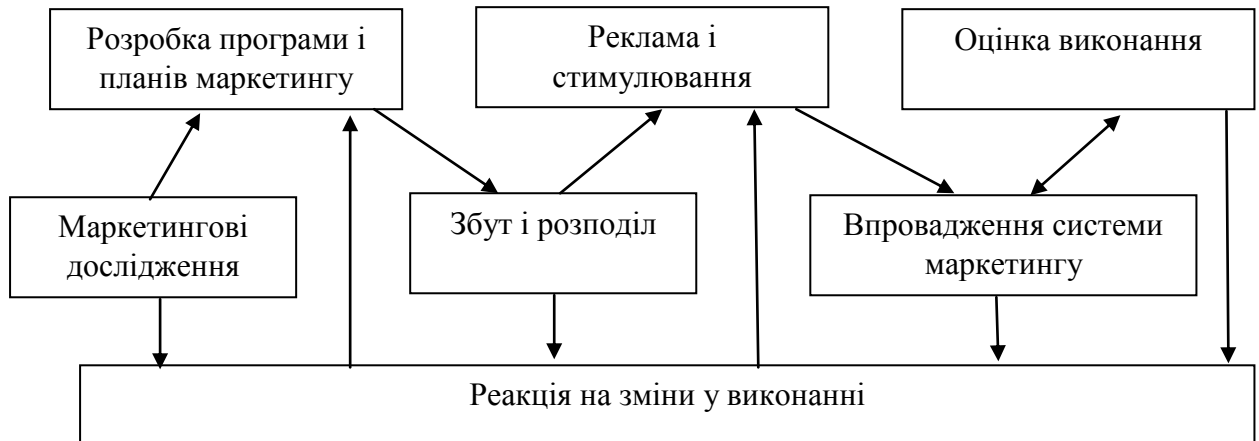 Розробка програми і
планів маркетингу
Реклама і
стимулювання
Оцінка виконання
Маркетингові
дослідження
Збут і розподіл
Впровадження системи
маркетингу
Реакція на зміни у виконанні